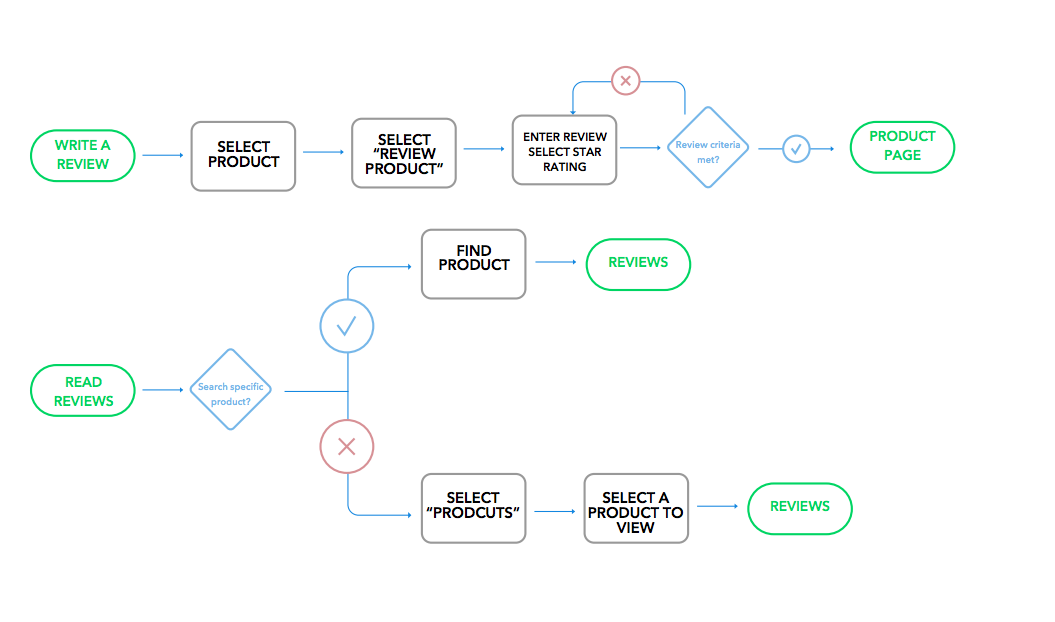 WRITE A
REVIEW
SELECT
PRODUCT
SELECT
“REVIEW
PRODUCT”
ENTER REVIEW
SELECT STAR
RATING
Review criteria
met?
PRODUCT
PAGE
FIND
PRODUCT
REVIEWS
READ
REVIEWS
Search specific
product?
SELECT
“PRODCUTS”
SELECT A
PRODUCT TO
VIEW
REVIEWS